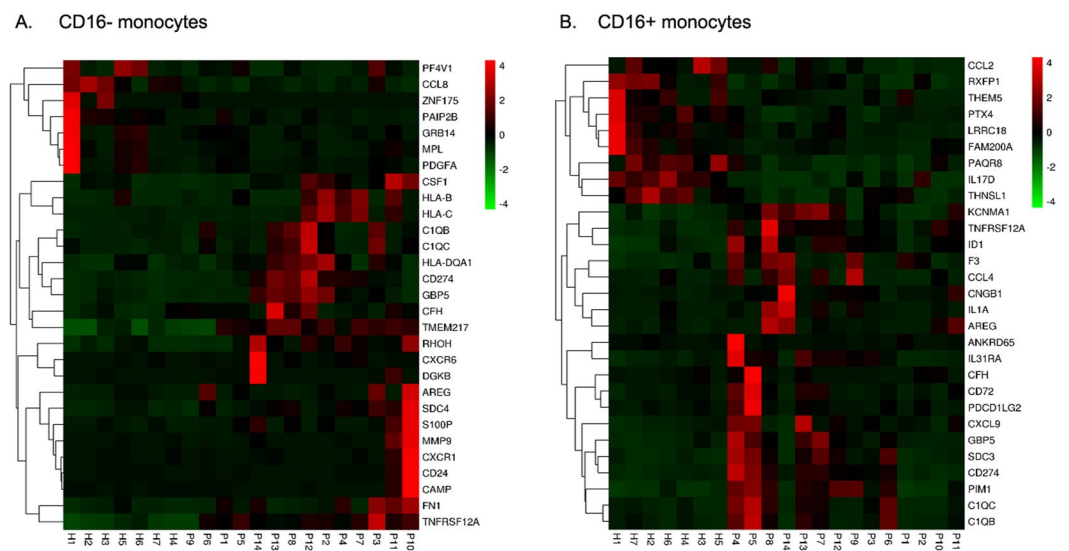 A. CD16- monocytes
PF4V1
CCL8
ZNF175
PAIP2B
GRB14
MPL
PDGFA
CSF1
HLA-B
HLA-C
C1QB
C1QC
HLA-DQA1
CD274
GBP5
CFH
TMEM217
RHOH
CXCR6
DGKB
AREG
SDC4
S100P
MMP9
CXCR1
CD24
CAMP
FN1
TNFRSF12A
4
2
0
-2
-4
H1 H2 H3 H5 H6 H7 H4 P9 P6 P1 P5 P14 P13 P8 P12 P2 P4 P7 P3 P11 P10
B. CD16+ monocytes
CCL2
RXFP1
THEM5
PTX4
LRRC18
FAM200A
PAQR8
IL17D
THNSL1
KCNMA1
TNFRSF12A
ID1
F3
CCL4
CNGB1
IL1A
AREG
ANKRD65
IL31RA
CFH
CD72
PDCD1LG2
CXCL9
GBP5
SDC3
CD274
PIM1
C1QC
C1QB
4
2
0
-2
-4
H1 H7 H2 H4 H6 H3 H5 P4 P5 P8 P14 P13 P7 P12 P9 P3 P6 P1 P2 P10 P11